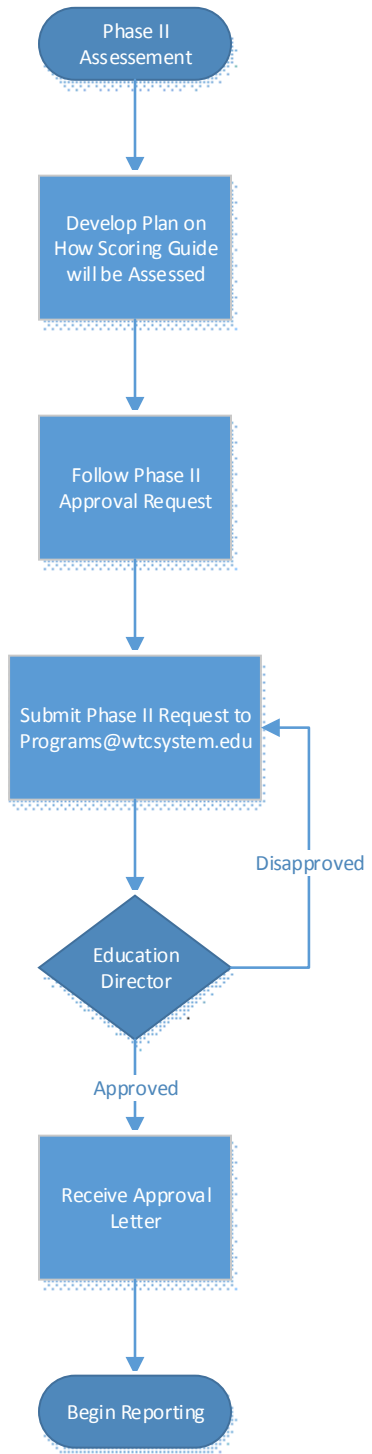 Phase II
Assessement
Develop Plan on
How Scoring Guide
will be Assessed
Follow Phase II
Approval Request
Submit Phase II Request to
Programs@wtcsystem.edu
Disapproved
Education
Director
Approved
Receive Approval
Letter
Begin Reporting